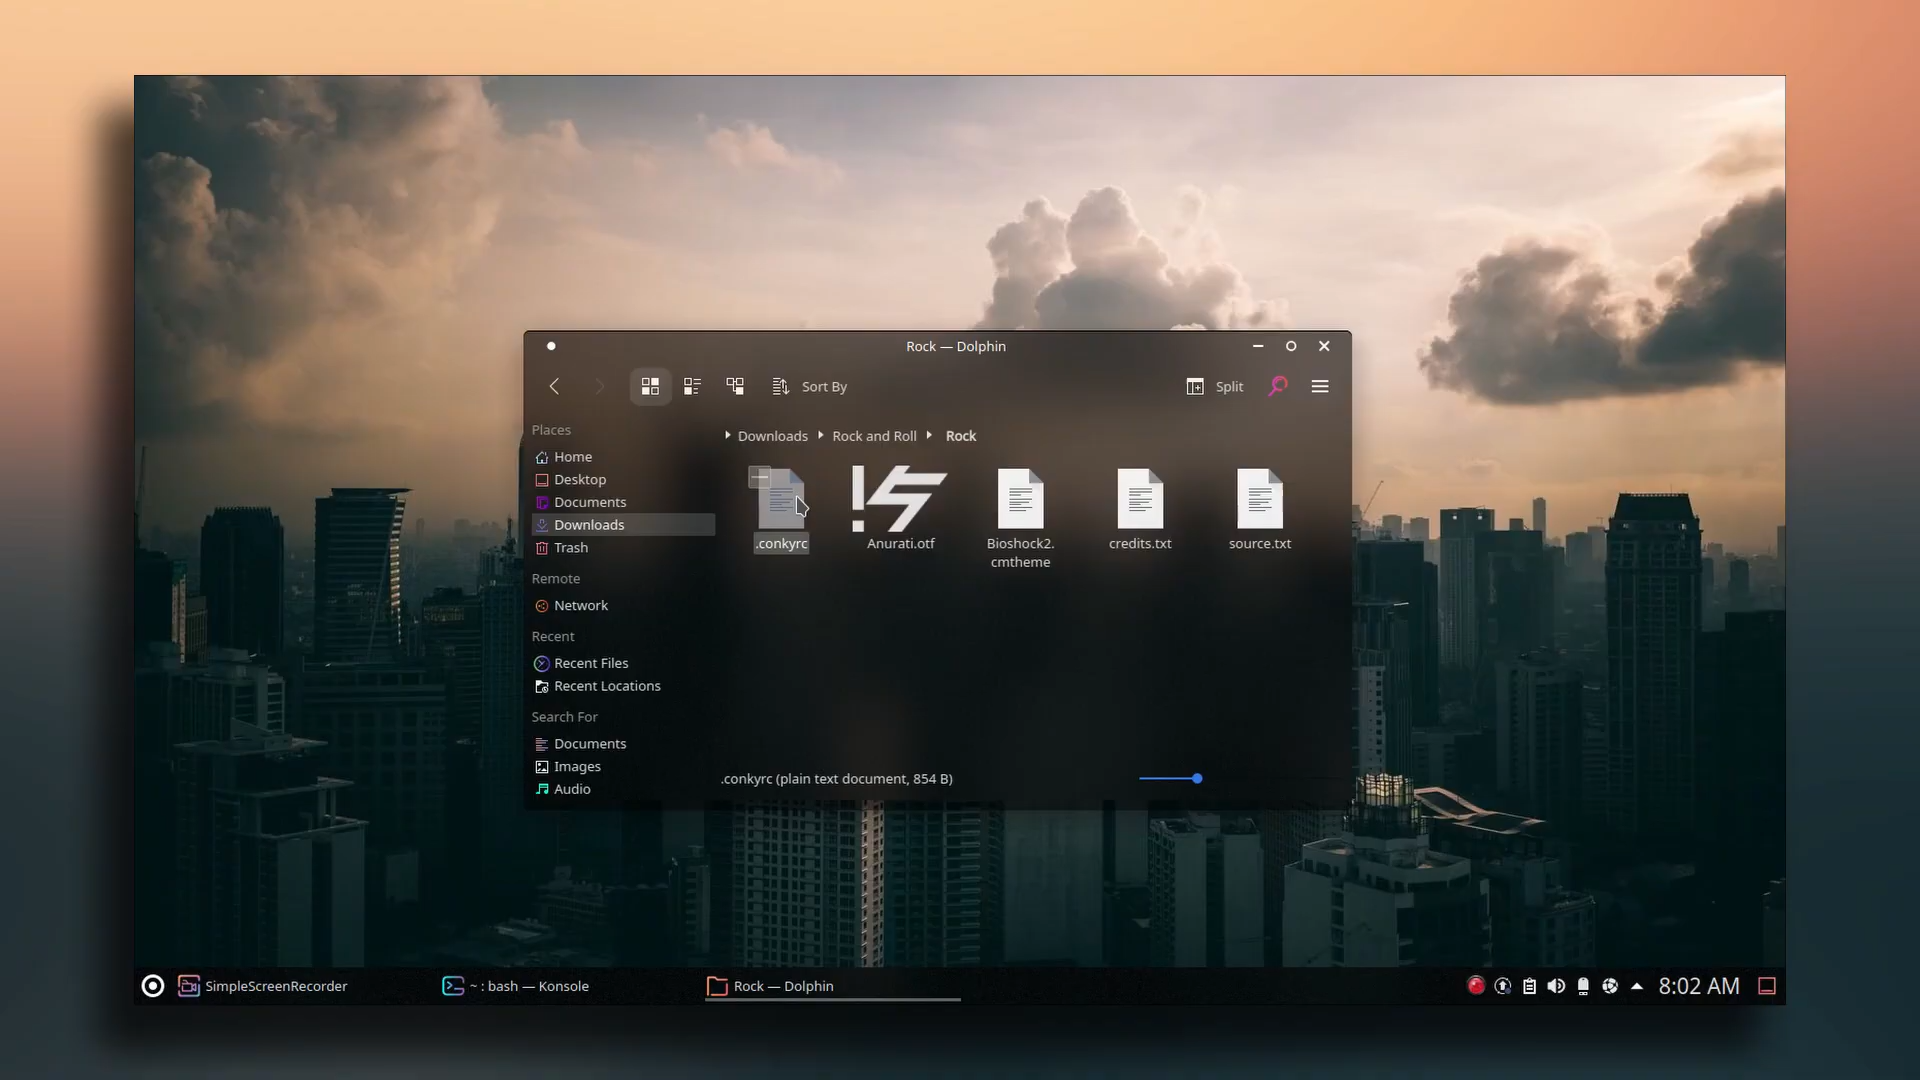 Rock — Dolphin
Sort By
Split
Places
Home
Desktop
Documents
Downloads
Trash
Remote
Network
Recent
Recent Files
Recent Locations
Search For
Documents
Images
Audio
Downloads Rock and Roll Rock
.conkyrc
Anurati.otf
Bioshock2.
cmtheme
credits.txt
source.txt
.conkyrc (plain text document, 854 B)
SimpleScreenRecorder
~ : bash — Konsole
Rock — Dolphin
8:02 AM